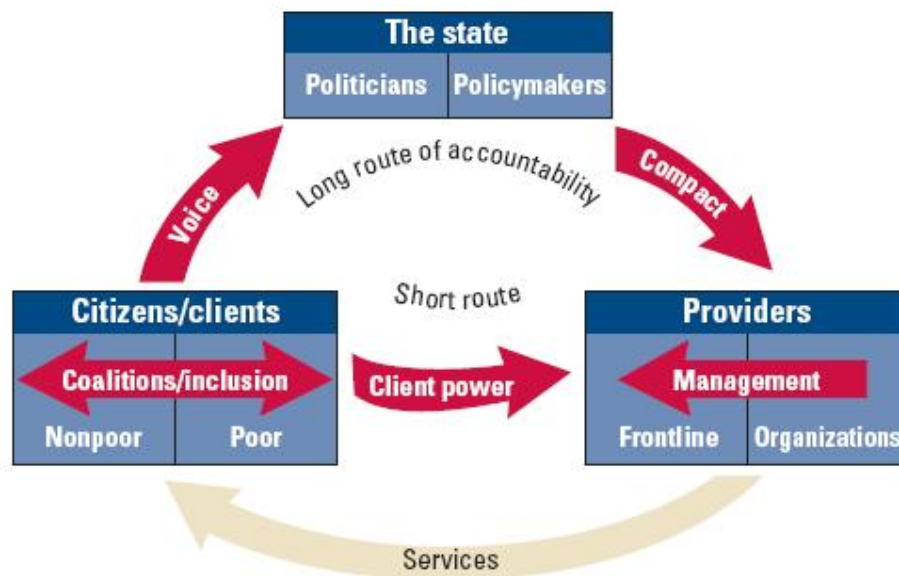 The state
Politicians
Policymakers
Long route of accountability
Voice
Compact
Short route
Citizens/clients
Coalitions/inclusion
Nonpoor
Poor
Client power
Providers
Management
Frontline
Organizations
Services